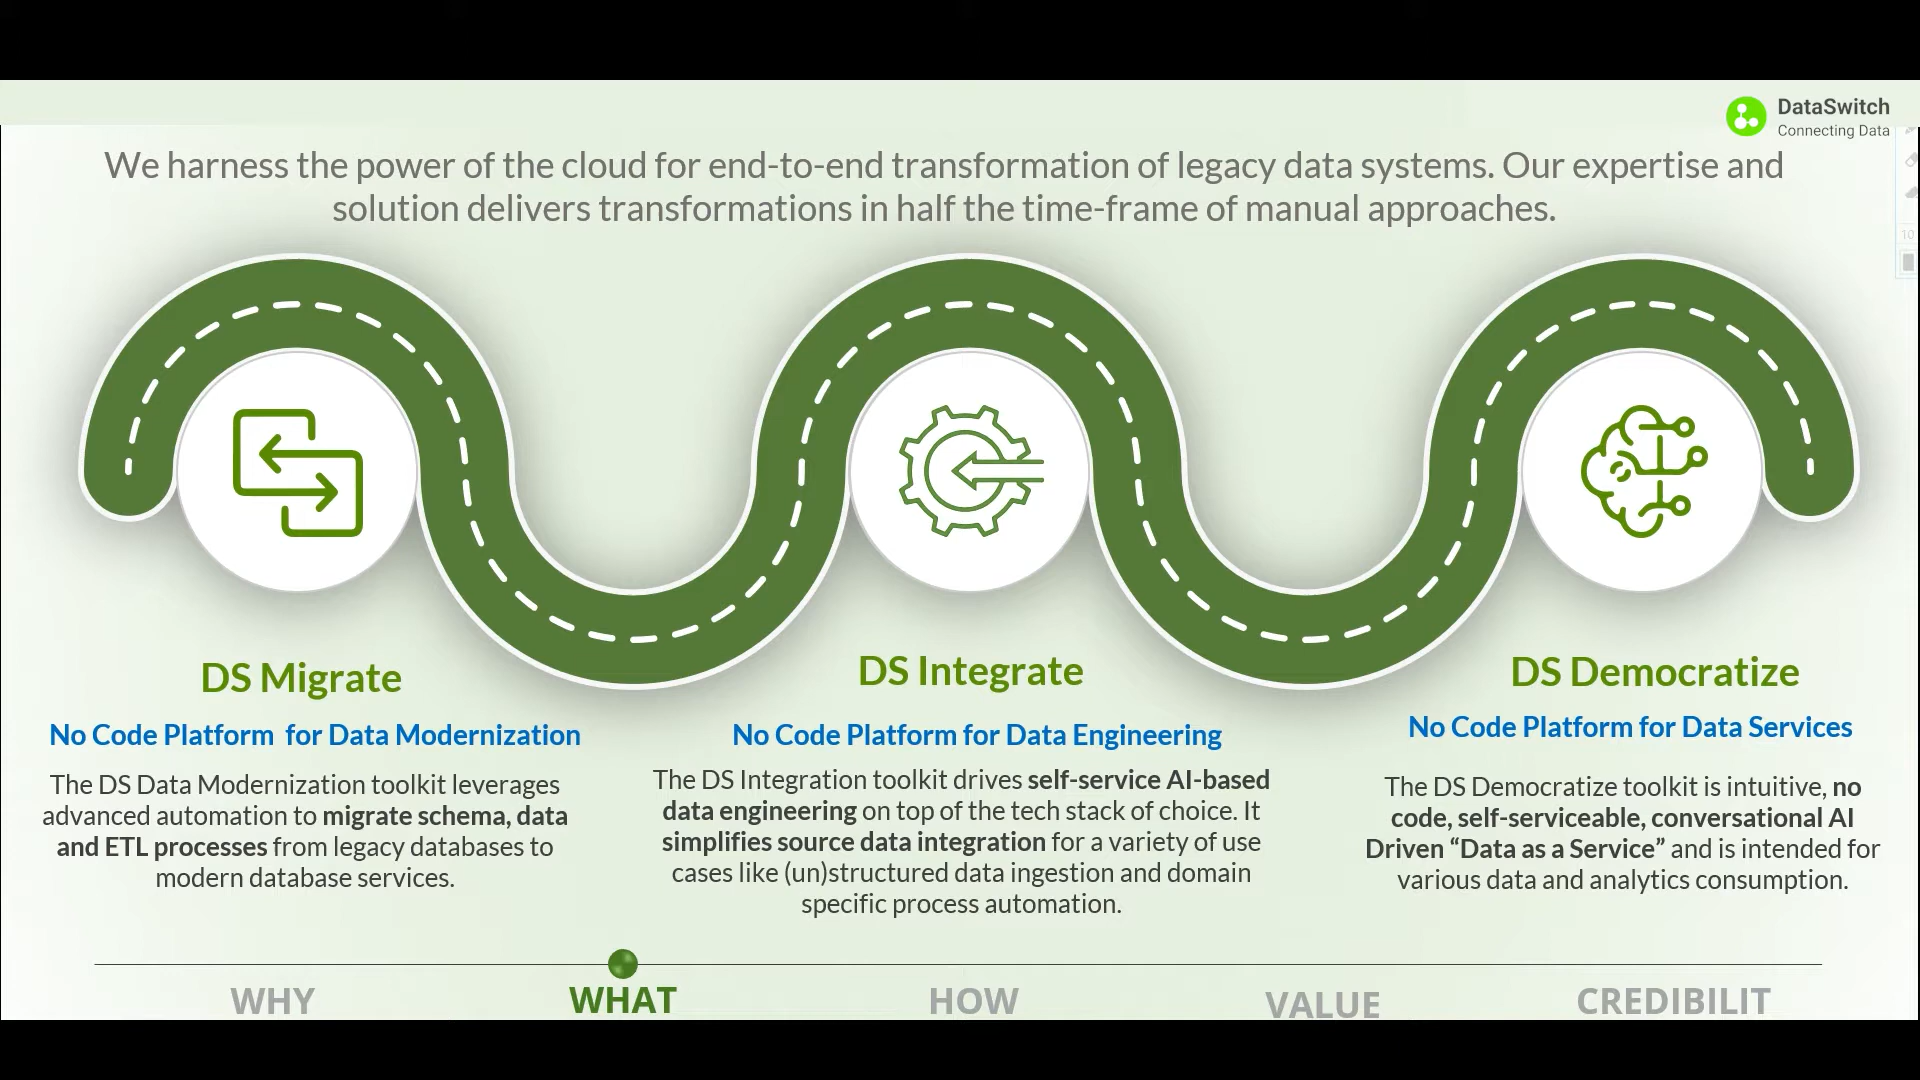 DataSwitch
Connecting Data
We harness the power of the cloud for end-to-end transformation of legacy data systems. Our expertise and
solution delivers transformations in half the time-frame of manual approaches.
10
DS Migrate
No Code Platform for Data Modernization
The DS Data Modernization toolkit leverages
advanced automation to migrate schema, data
and ETL processes from legacy databases to
modern database services.
DS Integrate
No Code Platform for Data Engineering
The DS Integration toolkit drives self-service AI-based
data engineering on top of the tech stack of choice. It
simplifies source data integration for a variety of use
cases like (un)structured data ingestion and domain
specific process automation.
DS Democratize
No Code Platform for Data Services
The DS Democratize toolkit is intuitive, no
code, self-serviceable, conversational AI
Driven “Data as a Service” and is intended for
various data and analytics consumption.
WHY
WHAT
HOW
VALUE
CREDIBILIT